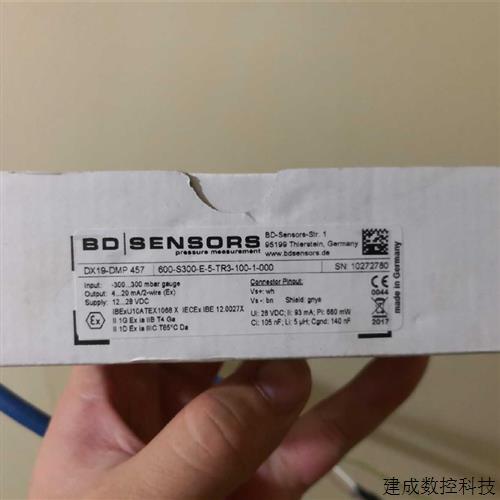 BD|SENSORS
pressure measurement
BD-Sensors-Str. 1
95199 Thierstein, Germany
www.bdsensors.de
DX19-DMP 457 600-S300-E-5-TR3-100-1-000 SN: 10272780
Input: -300...300 mbar gauge
Output: 4...20 mA/2-wire (Ex)
Supply: 12...28 VDC
IBExU10ATEX1068 X IECEx IBE 12.0027X
Ex II 1G Ex ia IIB T4 Ga
II 1D Ex ia IIIC T85°C Da
Connector Pinout:
Vs+: wh
Vs -: bn Shield: gnye
Ui: 28 VDC; Ii: 93 mA; Pi: 660 mW
Ci: 105 nF; Li: 5 µH; Cgnd: 140 nF
CE
0044
2017
made in Germany
建成数控科技